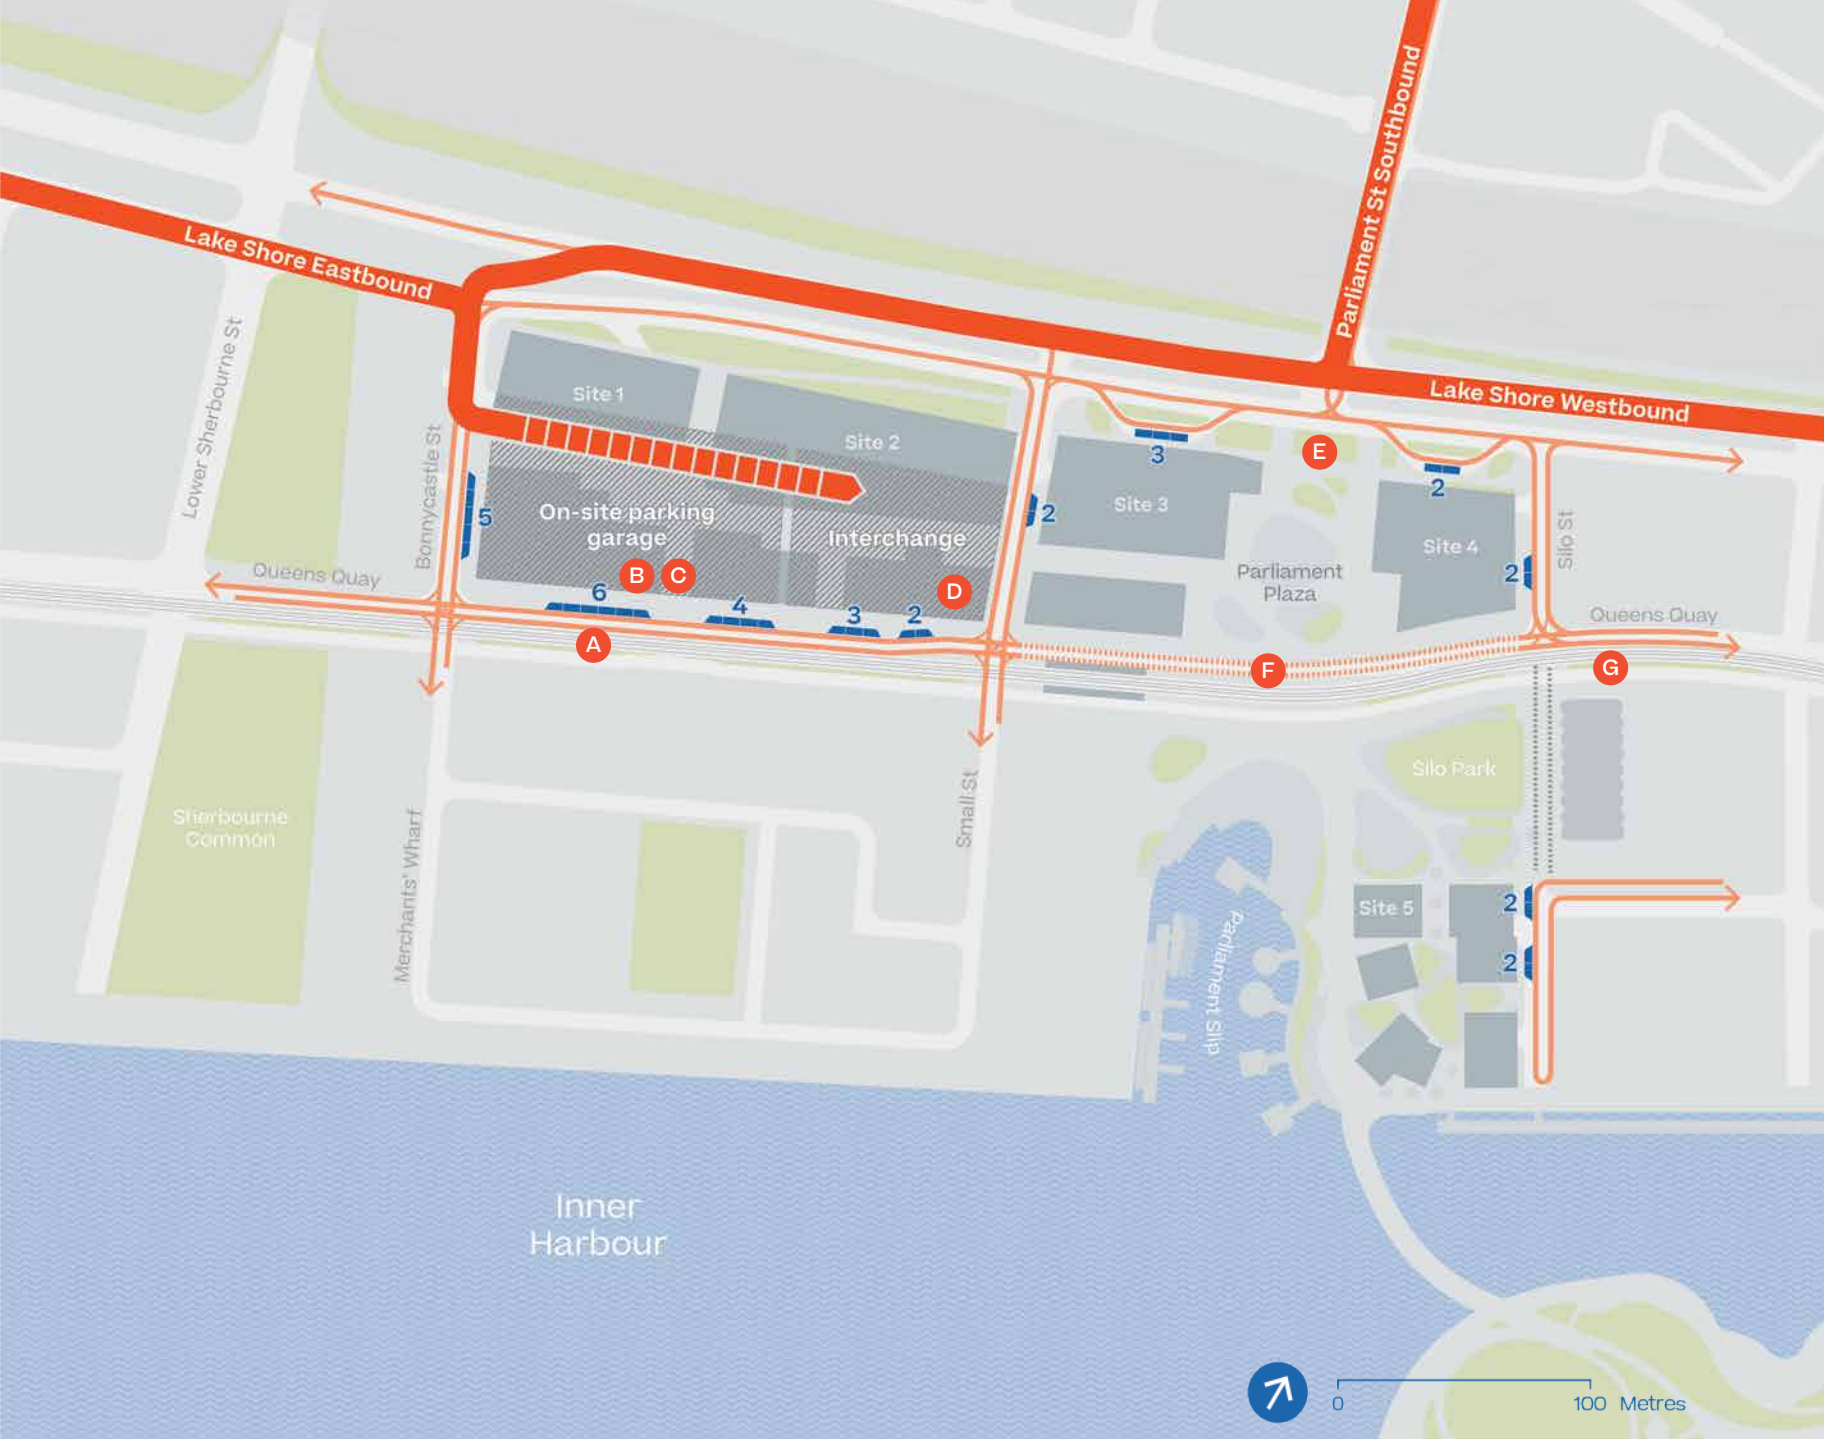 Parliament St Southbound
Lake Shore Eastbound
Lake Shore Westbound
Lower Sherbourne St
Bonnycastle St
Site 1
Site 2
3
E
2
Site 3
2
Site 4
Silo St
5
On-site parking
garage
Interchange
2
Parliament
Plaza
Queens Quay
B
C
D
6
4
3
2
A
Queens Quay
F
G
Silo Park
Sherbourne
Common
Merchants' Wharf
Small St
Parliament Slip
Site 5
2
2
Inner
Harbour
0
100 Metres